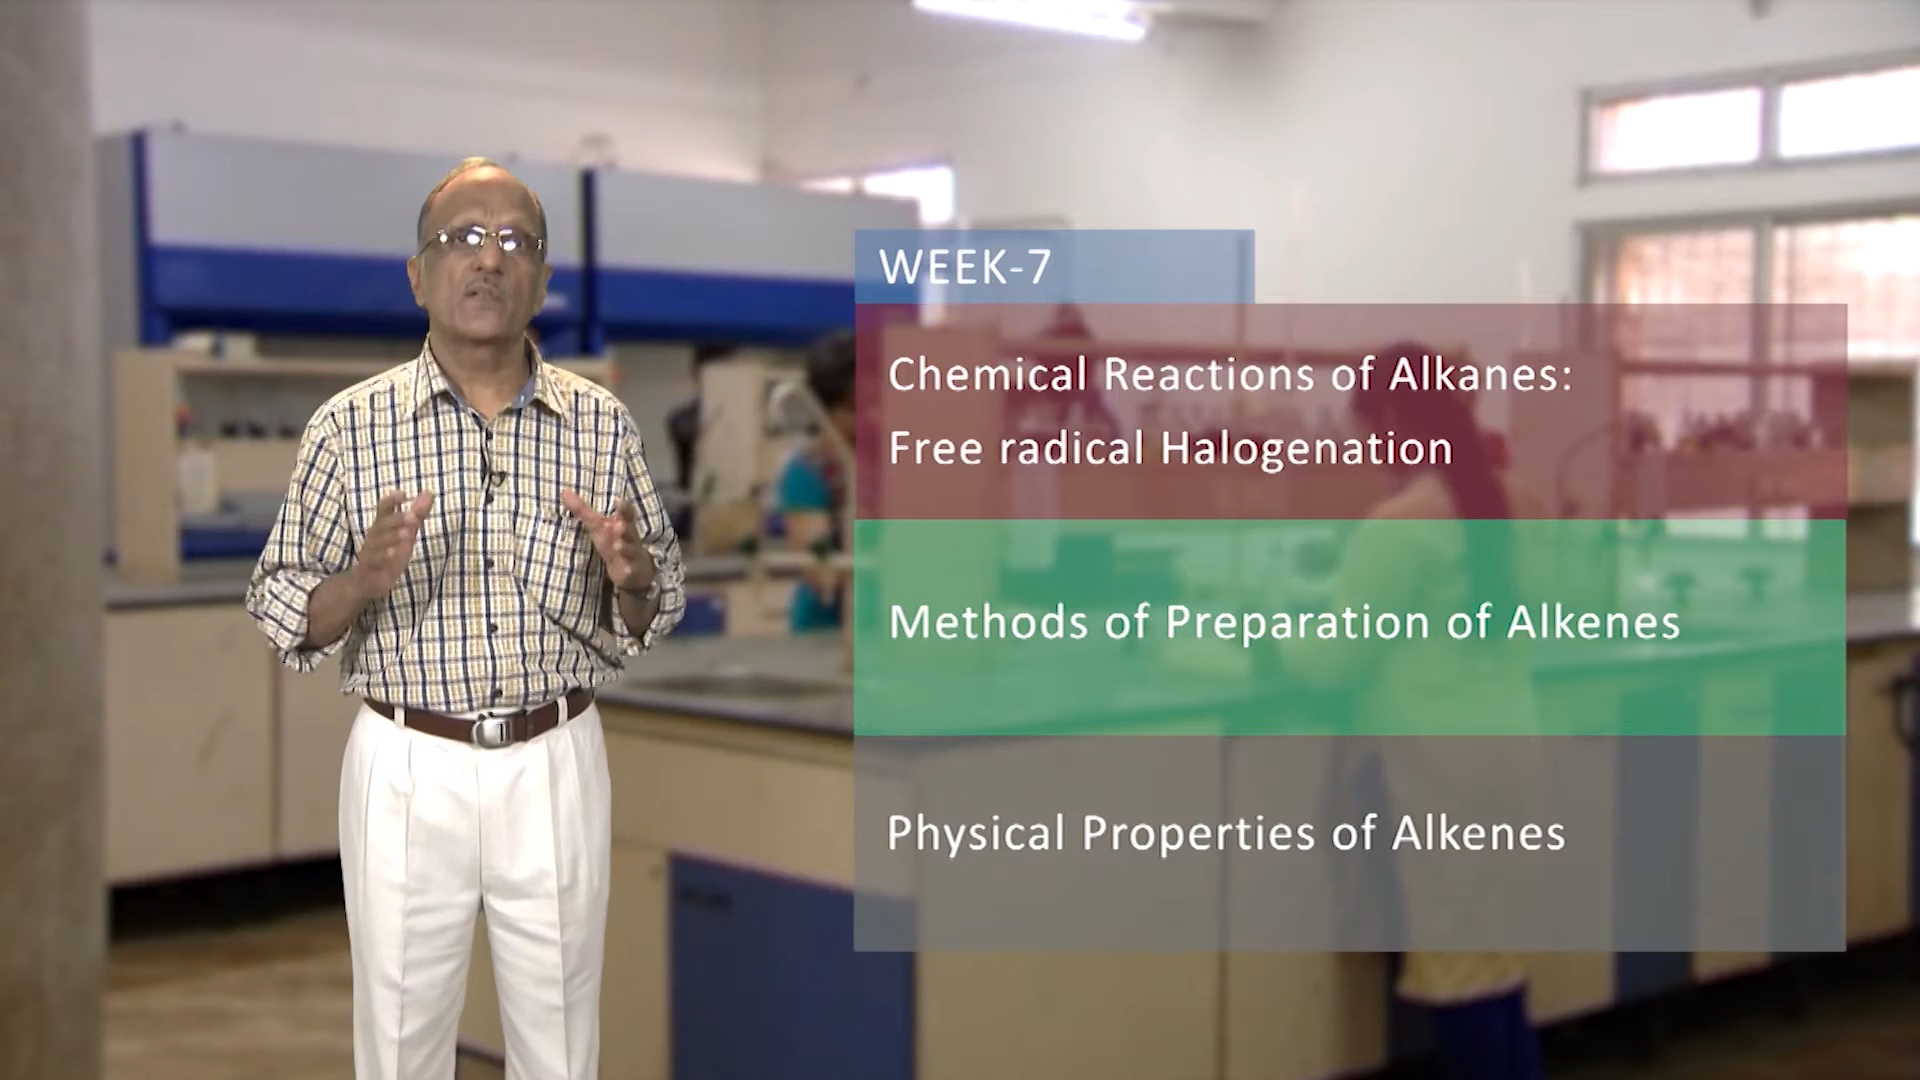 WEEK-7
Chemical Reactions of Alkanes:
Free radical Halogenation
Methods of Preparation of Alkenes
Physical Properties of Alkenes